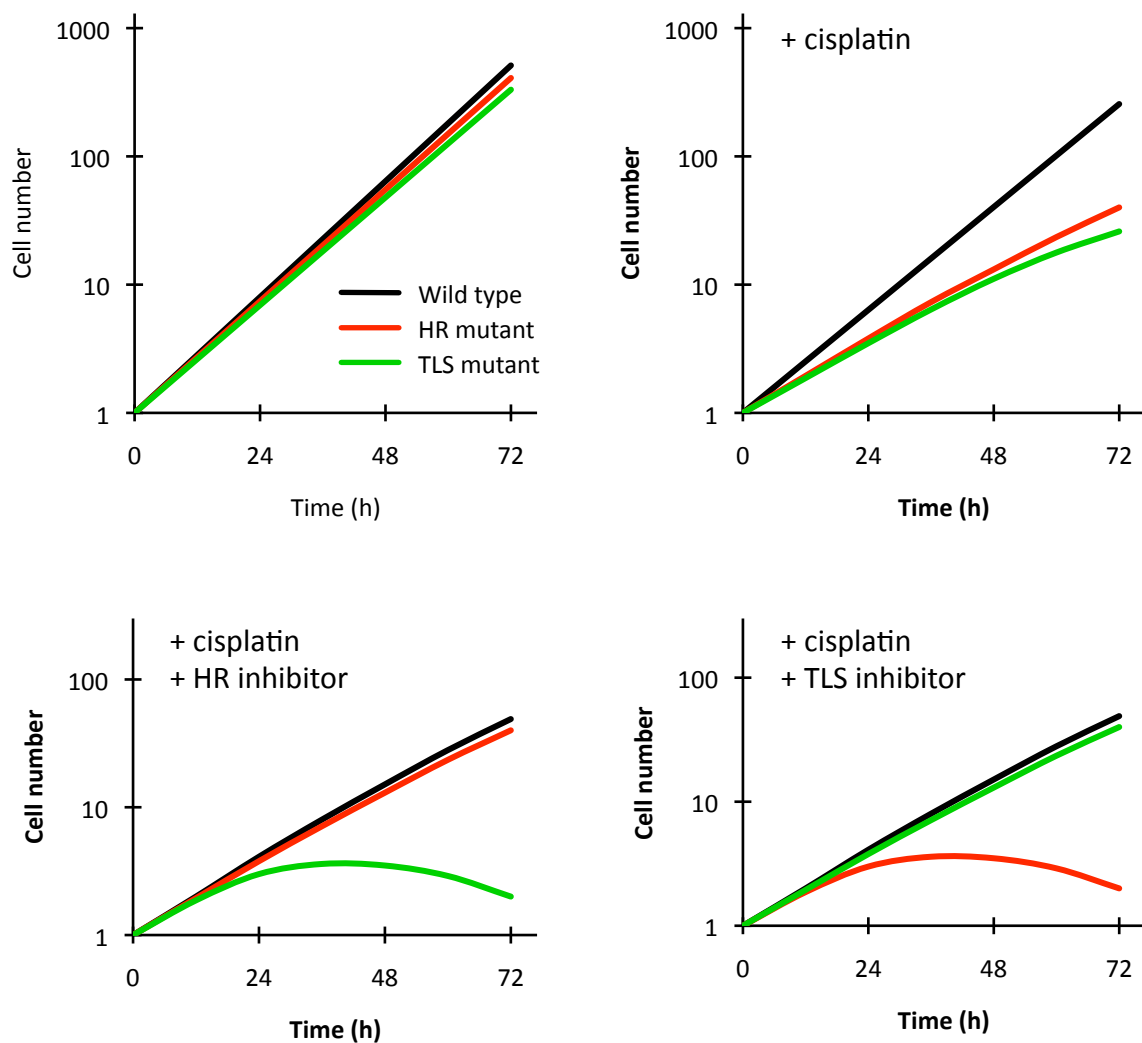 1000
100
10
1
Cell number
0
24
48
72
Time (h)
Wild type
HR mutant
TLS mutant
+ cisplatin
1000
100
10
1
Cell number
0
24
48
72
Time (h)
+ cisplatin
+ HR inhibitor
100
10
1
Cell number
0
24
48
72
Time (h)
+ cisplatin
+ TLS inhibitor
100
10
1
Cell number
0
24
48
72
Time (h)